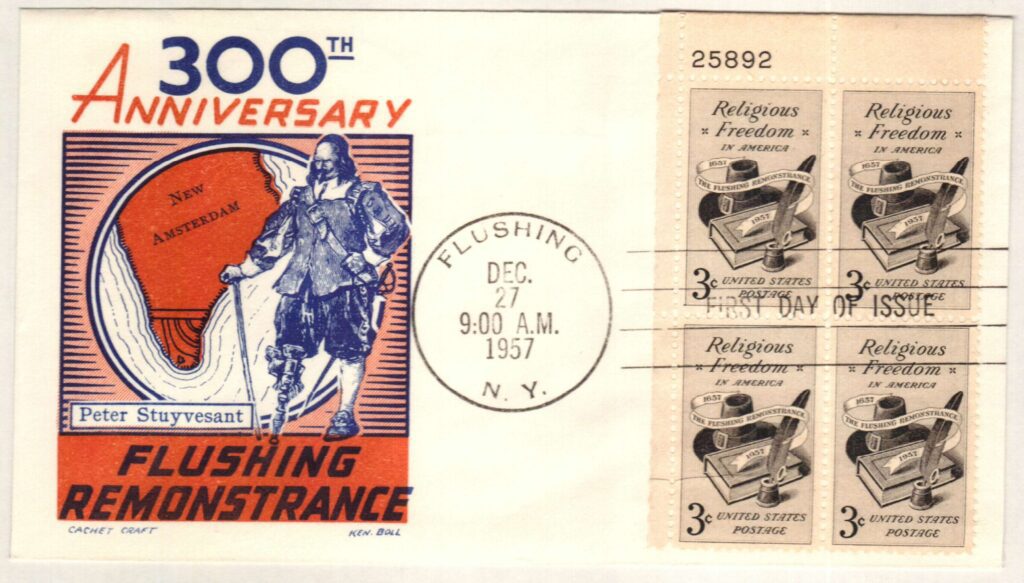 300TH
ANNIVERSARY
NEW
AMSTERDAM
Peter Stuyvesant
FLUSHING
REMONSTRANCE
CACHET CRAFT
KEN. BOLL
FLUSHING
DEC.
27
9:00 A.M.
1957
N. Y.
25892
Religious
Freedom
IN AMERICA
1657
THE FLUSHING REMONSTRANCE
1957
3c UNITED STATES
POSTAGE
Religious
Freedom
IN AMERICA
1657
THE FLUSHING REMONSTRANCE
1957
3c UNITED STATES
POSTAGE
FIRST DAY OF ISSUE
Religious
Freedom
IN AMERICA
1657
THE FLUSHING REMONSTRANCE
1957
3c UNITED STATES
POSTAGE
Religious
Freedom
IN AMERICA
1657
THE FLUSHING REMONSTRANCE
1957
3c UNITED STATES
POSTAGE